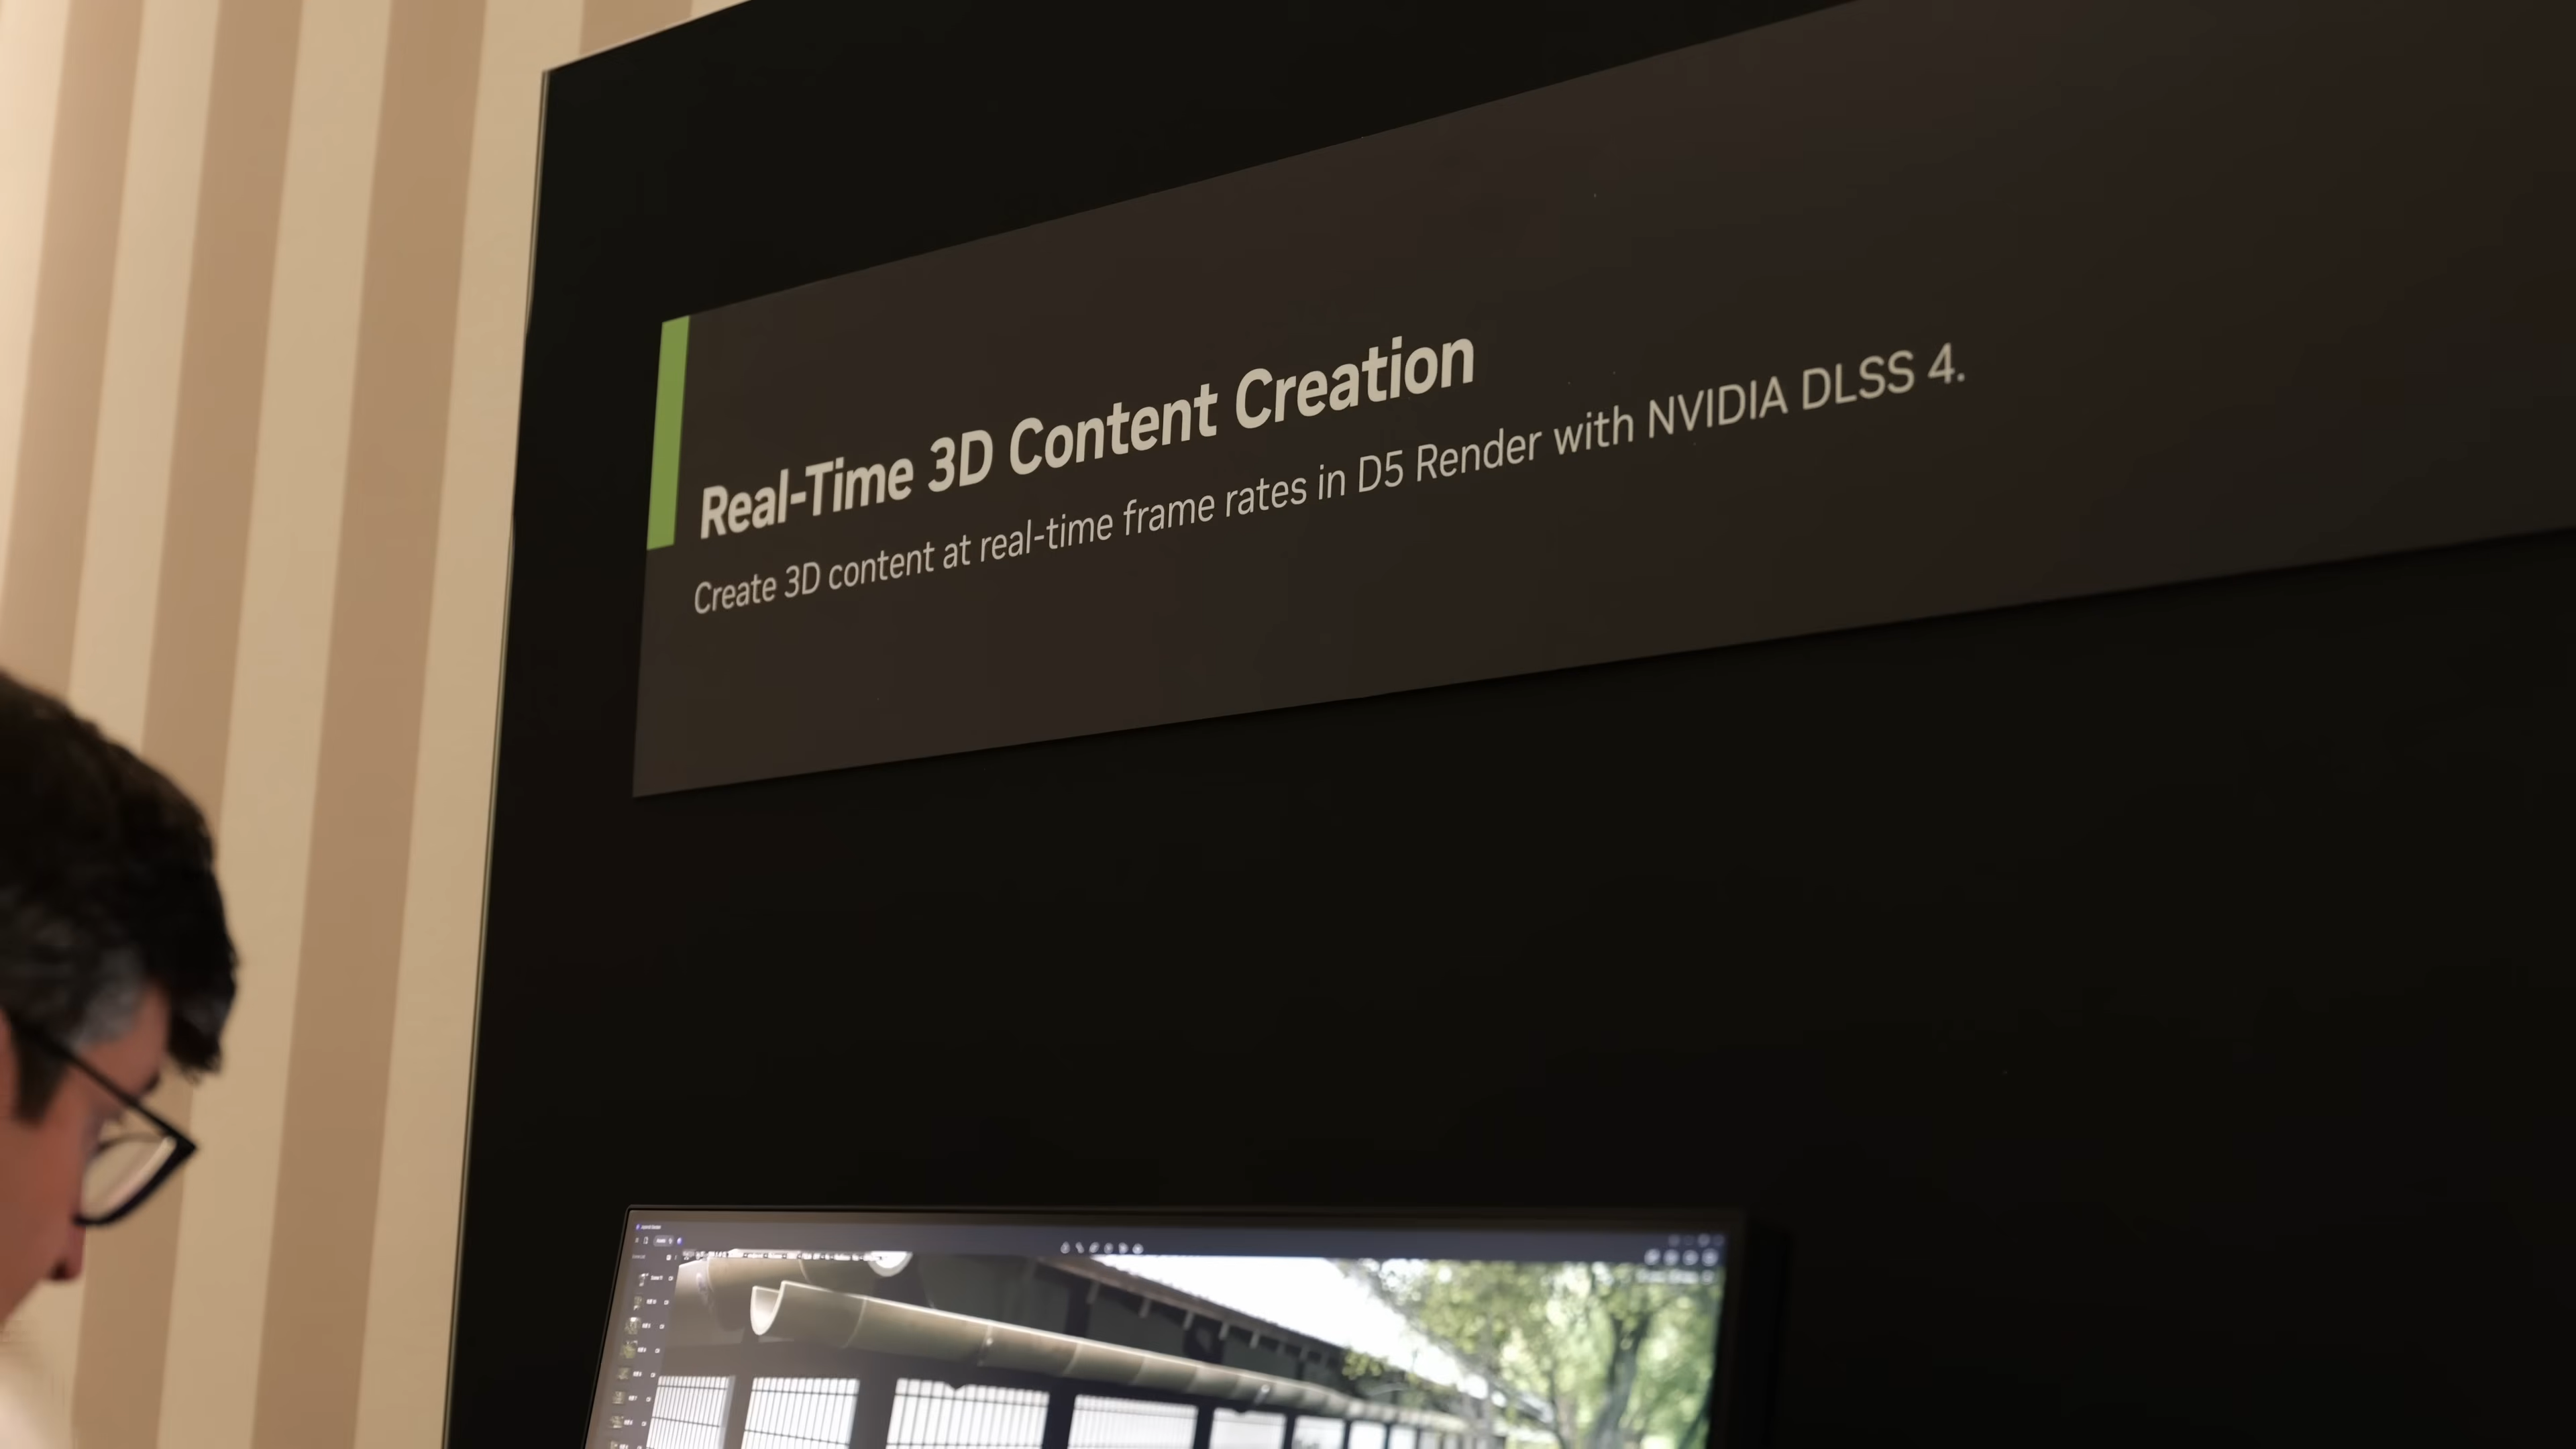 Real-Time 3D Content Creation
Create 3D content at real-time frame rates in D5 Render with NVIDIA DLSS 4.